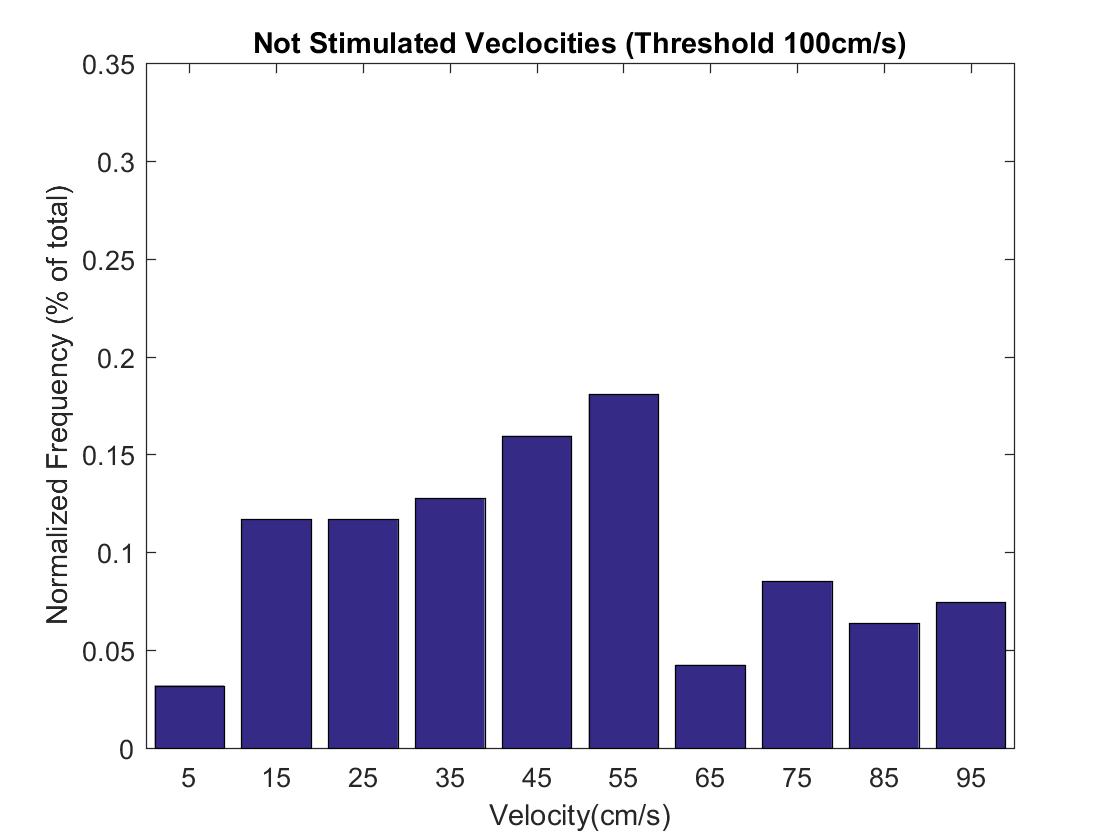 Not Stimulated Veclocities (Threshold 100cm/s)
0.35
0.3
0.25
0.2
0.15
0.1
0.05
0
Normalized Frequency (% of total)
5 15 25 35 45 55 65 75 85 95
Velocity(cm/s)